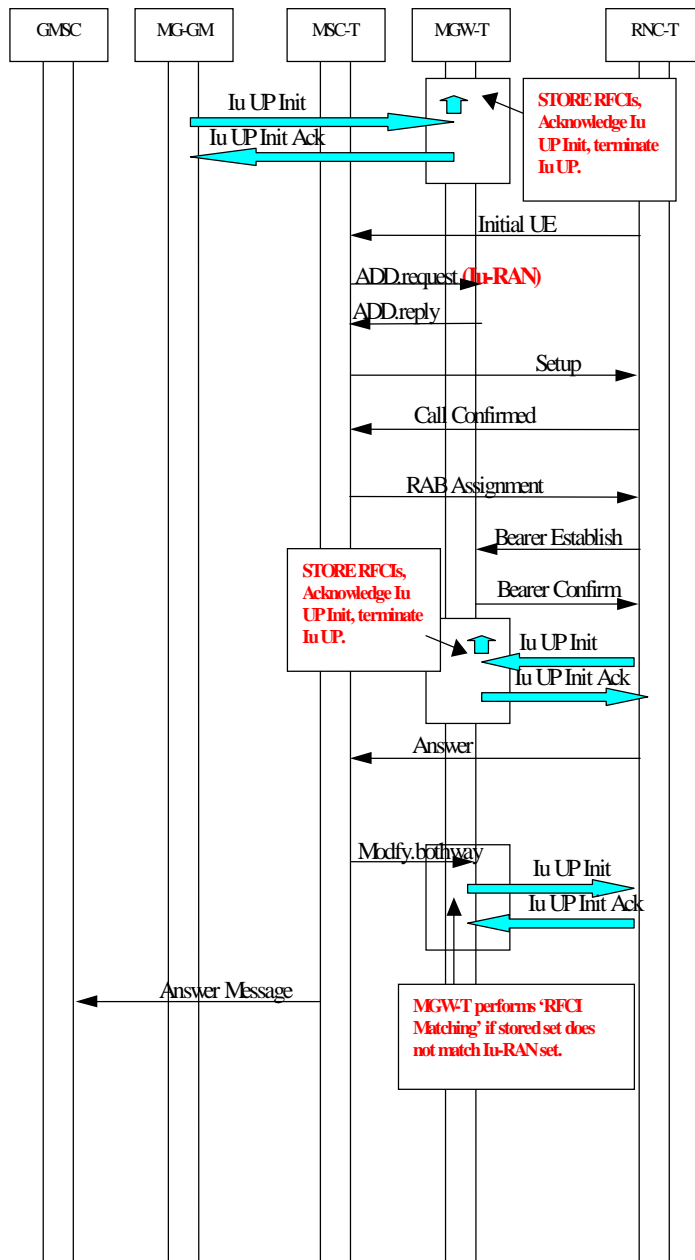 GMSC
MG-GM
MSC-T
MGW-T
RNC-T
Iu UP Init
Iu UP Init Ack
STORE RFCIs,
Acknowledge Iu
UP Init, terminate
Iu UP.
Initial UE
ADD.request (Iu-RAN)
ADD.reply
Setup
Call Confirmed
RAB Assignment
Bearer Establish
STORE RFCIs,
Acknowledge Iu
UP Init, terminate
Iu UP.
Bearer Confirm
Iu UP Init
Iu UP Init Ack
Answer
Modfy.bothway
Iu UP Init
Iu UP Init Ack
Answer Message
MGW-T performs ‘RFCI
Matching’ if stored set does
not match Iu-RAN set.